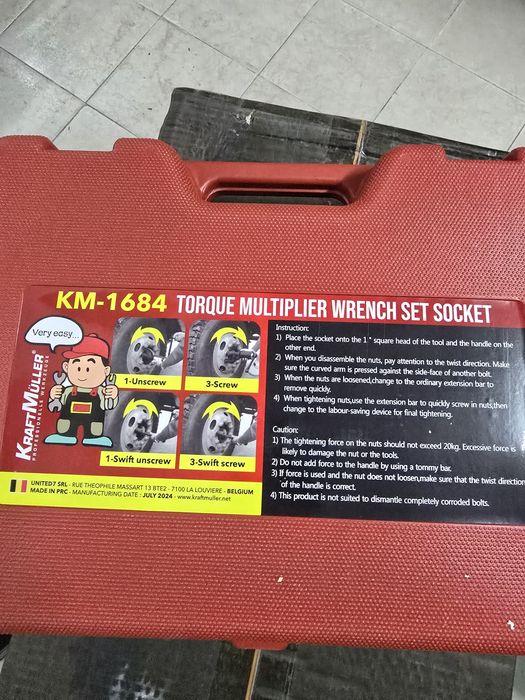 KM-1684 TORQUE MULTIPLIER WRENCH SET SOCKET
Very easy...
KRAFTMÜLLER
PROFESSIONELLE WERKZEUGE
1-Unscrew
3-Screw
1-Swift unscrew
3-Swift screw
Instruction:
1) Place the socket onto the 1 " square head of the tool and the handle on the
other end.
2) When you disassemble the nuts, pay attention to the twist direction. Make
sure the curved arm is pressed against the side-face of another bolt.
3) When the nuts are loosened,change to the ordinary extension bar to
remove quickly.
4) When tightening nuts,use the extension bar to quickly screw in nuts,then
change to the labour-saving device for final tightening.
Caution:
1) The tightening force on the nuts should not exceed 20kg. Excessive force is
likely to damage the nut or the tools.
2) Do not add force to the handle by using a tommy bar.
3) If force is used and the nut does not loosen,make sure that the twist direction
of the handle is correct.
4) This product is not suited to dismantle completely corroded bolts.
UNITED7 SRL - RUE THEOPHILE MASSART 13 BTE2 - 7100 LA LOUVIERE - BELGIUM
MADE IN PRC - MANUFACTURING DATE : JULY 2024 - www.kraftmuller.net